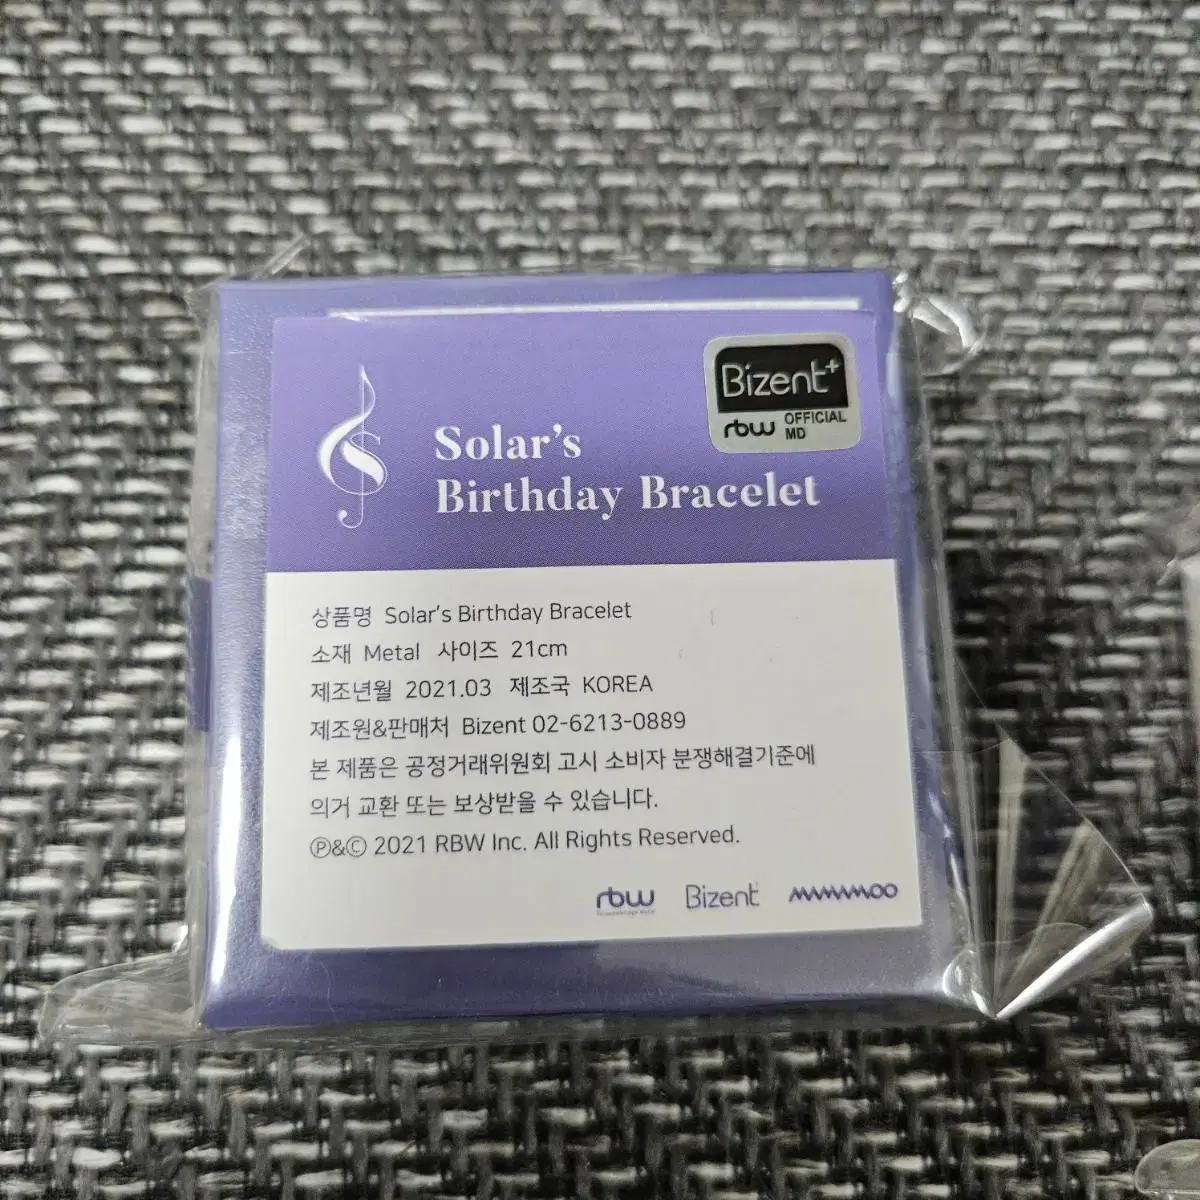 Bizent+
rbw OFFICIAL
MD
Solar's
Birthday Bracelet
상품명 Solar's Birthday Bracelet
소재 Metal 사이즈 21cm
제조년월 2021.03 제조국 KOREA
제조원&판매처 Bizent 02-6213-0889
본 제품은 공정거래위원회 고시 소비자 분쟁해결기준에
의거 교환 또는 보상받을 수 있습니다.
Ⓟ&Ⓒ 2021 RBW Inc. All Rights Reserved.
rbw Bizent MAMAMOO